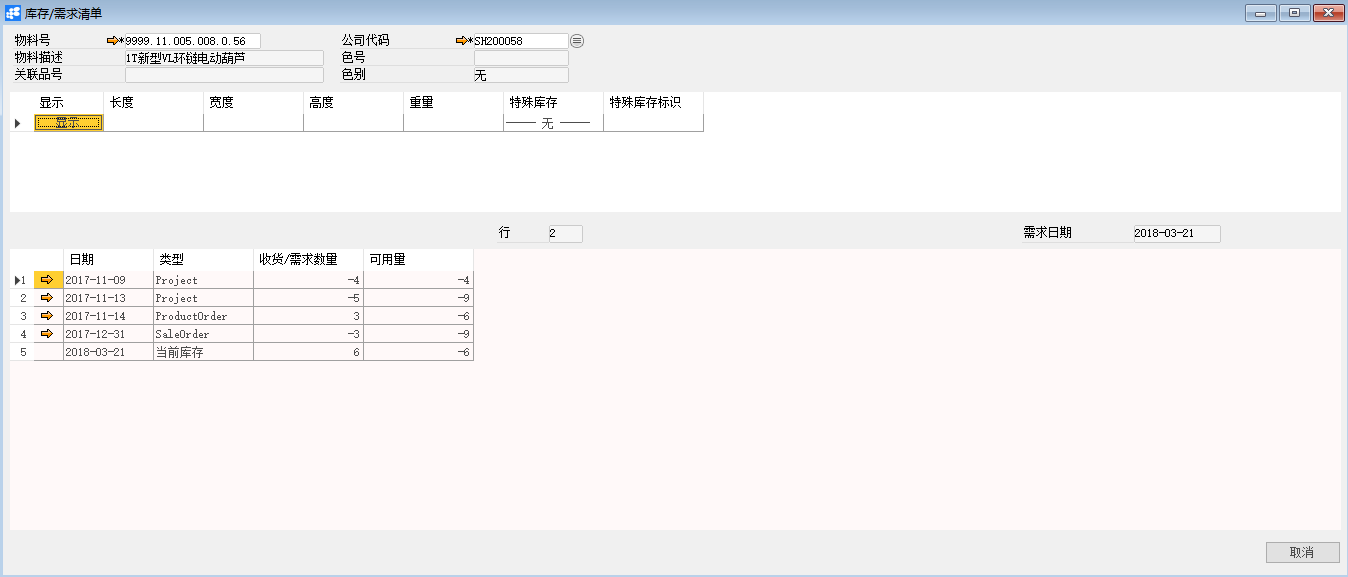 库存/需求清单
物料号 *9999.11.005.008.0.56 公司代码 *SH200058
物料描述 1T新型VL环链电动葫芦 色号
关联品号 色别 无
显示 长度 宽度 高度 重量 特殊库存 特殊库存标识
显示 —— 无 ——
行 2 需求日期 2018-03-21
日期 类型 收货/需求数量 可用量
1 2017-11-09 Project -4 -4
2 2017-11-13 Project -5 -9
3 2017-11-14 ProductOrder 3 -6
4 2017-12-31 SaleOrder -3 -9
5 2018-03-21 当前库存 6 -6
取消